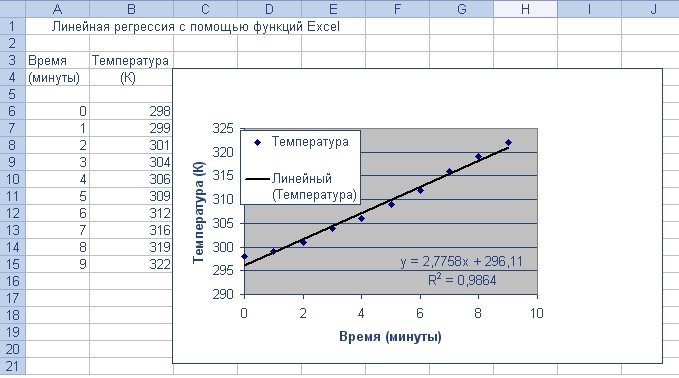 A B C D E F G H I J
1 Линейная регрессия с помощью функций Excel
2
3 Время Температура
4 (минуты) (К)
5
6 0 298
7 1 299
8 2 301
9 3 304
10 4 306
11 5 309
12 6 312
13 7 316
14 8 319
15 9 322
16
17
18
19
20
21
Температура (К)
325
320
315
310
305
300
295
290
Температура
Линейный
(Температура)
y = 2,7758x + 296,11
R² = 0,9864
0 2 4 6 8 10
Время (минуты)